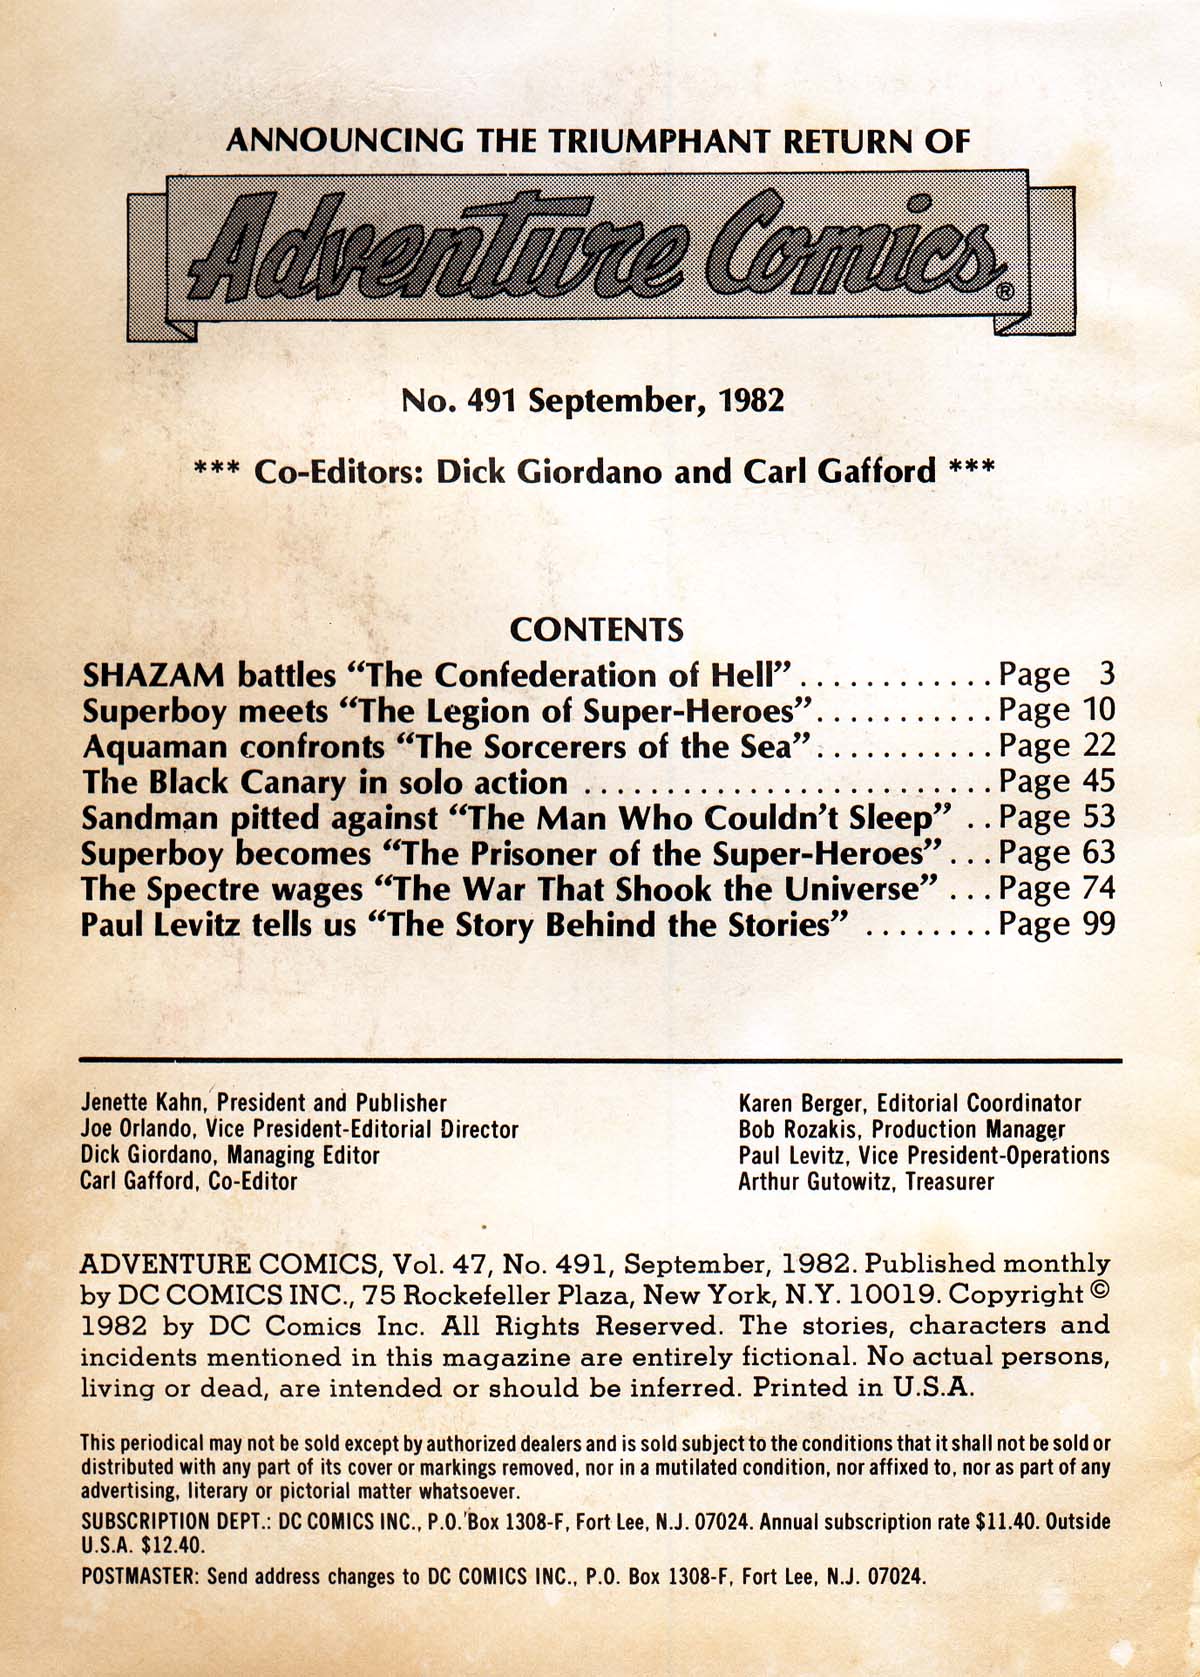 ANNOUNCING THE TRIUMPHANT RETURN OF
Adventure Comics®
No. 491 September, 1982
*** Co-Editors: Dick Giordano and Carl Gafford ***
CONTENTS
SHAZAM battles “The Confederation of Hell” . . . . . . . . . . . . Page 3
Superboy meets “The Legion of Super-Heroes” . . . . . . . . . . . Page 10
Aquaman confronts “The Sorcerers of the Sea” . . . . . . . . . . . Page 22
The Black Canary in solo action . . . . . . . . . . . . . . . . . . . . . . . . Page 45
Sandman pitted against “The Man Who Couldn’t Sleep” . . Page 53
Superboy becomes “The Prisoner of the Super-Heroes” . . . Page 63
The Spectre wages “The War That Shook the Universe” . . . Page 74
Paul Levitz tells us “The Story Behind the Stories” . . . . . . . . Page 99
Jenette Kahn, President and Publisher
Joe Orlando, Vice President-Editorial Director
Dick Giordano, Managing Editor
Carl Gafford, Co-Editor
Karen Berger, Editorial Coordinator
Bob Rozakis, Production Manager
Paul Levitz, Vice President-Operations
Arthur Gutowitz, Treasurer
ADVENTURE COMICS, Vol. 47, No. 491, September, 1982. Published monthly
by DC COMICS INC., 75 Rockefeller Plaza, New York, N.Y. 10019. Copyright ©
1982 by DC Comics Inc. All Rights Reserved. The stories, characters and
incidents mentioned in this magazine are entirely fictional. No actual persons,
living or dead, are intended or should be inferred. Printed in U.S.A.
This periodical may not be sold except by authorized dealers and is sold subject to the conditions that it shall not be sold or
distributed with any part of its cover or markings removed, nor in a mutilated condition, nor affixed to, nor as part of any
advertising, literary or pictorial matter whatsoever.
SUBSCRIPTION DEPT.: DC COMICS INC., P.O. Box 1308-F, Fort Lee, N.J. 07024. Annual subscription rate $11.40. Outside
U.S.A. $12.40.
POSTMASTER: Send address changes to DC COMICS INC., P.O. Box 1308-F, Fort Lee, N.J. 07024.